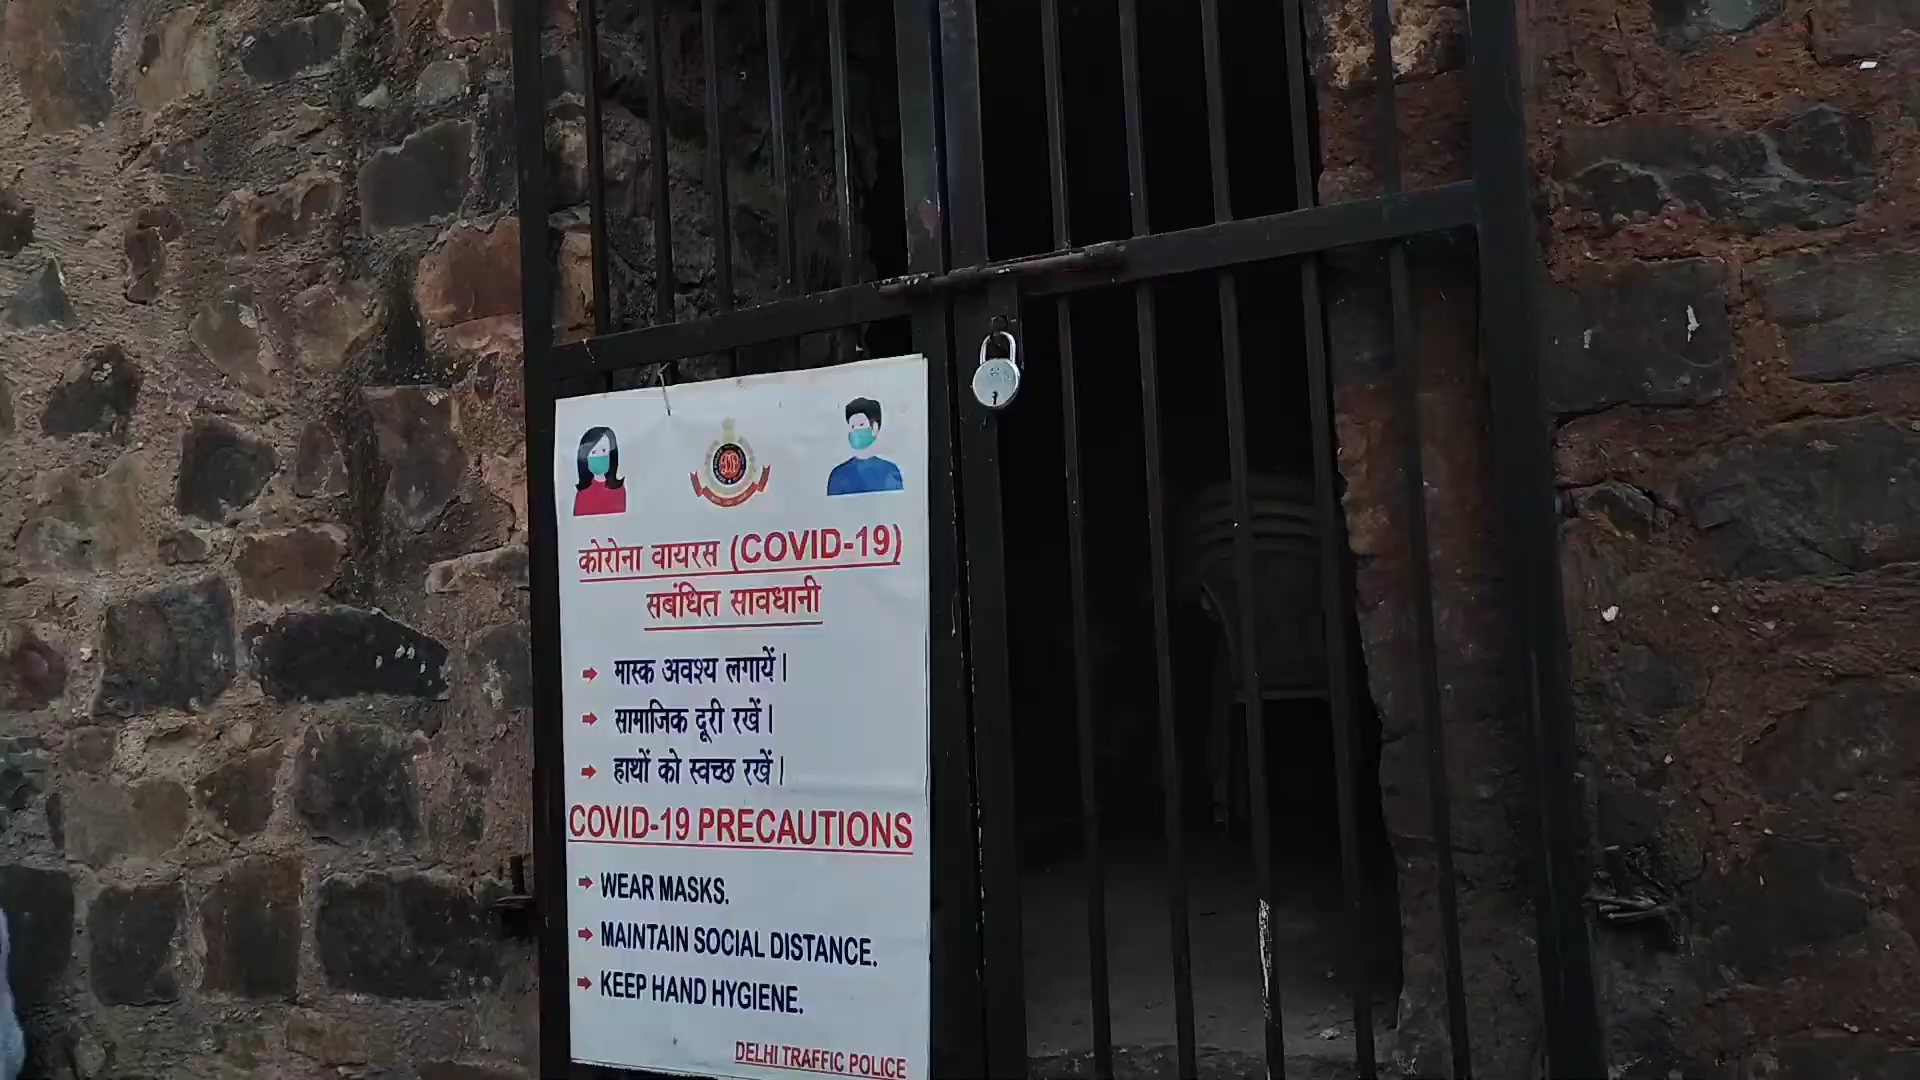 कोरोना वायरस (COVID-19)
सबंधित सावधानी
मास्क अवश्य लगायें।
सामाजिक दूरी रखें।
हाथों को स्वच्छ रखें।
COVID-19 PRECAUTIONS
WEAR MASKS.
MAINTAIN SOCIAL DISTANCE.
KEEP HAND HYGIENE.
DELHI TRAFFIC POLICE